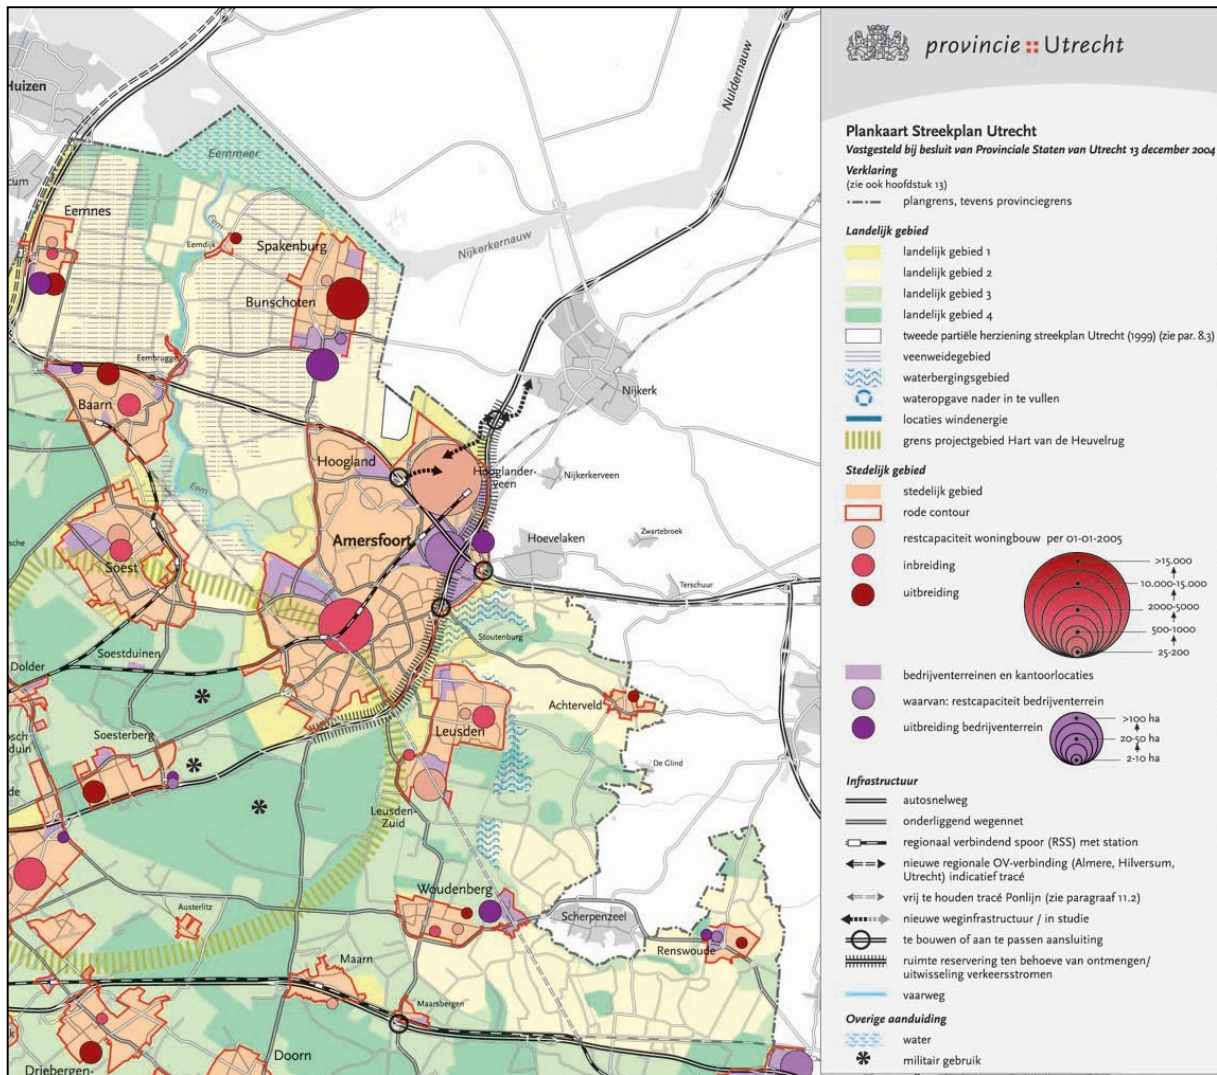 Huizen
cum
Eemnes
Eemmeer
Eem
Eemdijk
Spakenburg
Bunschoten
Nijkerkernauw
Nuldernauw
Eembrugge
Baarn
Nijkerk
Hoogland
Hooglander-
veen
Nijkerkerveen
Eem
Amersfoort
Hoevelaken
Zwartebroek
sche
Soest
Terschuur
Stoutenburg
Soestduinen
Dolder
Achterveld
osch
duin
Soesterberg
Leusden
De Glind
de
Leusden-
Zuid
Woudenberg
Austerlitz
Scherpenzeel
Renswoude
Maarn
Maarsbergen
Doorn
Driebergen-
provincie Utrecht
Plankaart Streekplan Utrecht
Vastgesteld bij besluit van Provinciale Staten van Utrecht 13 december 2004
Verklaring
(zie ook hoofdstuk 13)
plangrens, tevens provinciegrens
Landelijk gebied
landelijk gebied 1
landelijk gebied 2
landelijk gebied 3
landelijk gebied 4
tweede partiële herziening streekplan Utrecht (1999) (zie par. 8.3)
veenweidegebied
waterbergingsgebied
wateropgave nader in te vullen
locaties windenergie
grens projectgebied Hart van de Heuvelrug
Stedelijk gebied
stedelijk gebied
rode contour
restcapaciteit woningbouw per 01-01-2005
inbreiding
uitbreiding
>15.000
10.000-15.000
2000-5000
500-1000
25-200
bedrijventerreinen en kantoorlocaties
waarvan: restcapaciteit bedrijventerrein
uitbreiding bedrijventerrein
>100 ha
20-50 ha
2-10 ha
Infrastructuur
autosnelweg
onderliggend wegennet
regionaal verbindend spoor (RSS) met station
nieuwe regionale OV-verbinding (Almere, Hilversum,
Utrecht) indicatief tracé
vrij te houden tracé Ponlijn (zie paragraaf 11.2)
nieuwe weginfrastructuur / in studie
te bouwen of aan te passen aansluiting
ruimte reservering ten behoeve van ontmengen/
uitwisseling verkeersstromen
vaarweg
Overige aanduiding
water
militair gebruik